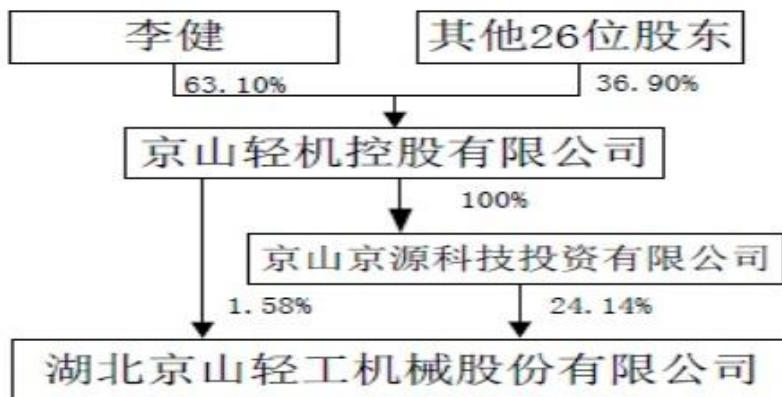 李健
其他26位股东
63.10%
36.90%
京山轻机控股有限公司
100%
京山京源科技投资有限公司
1.58%
24.14%
湖北京山轻工机械股份有限公司